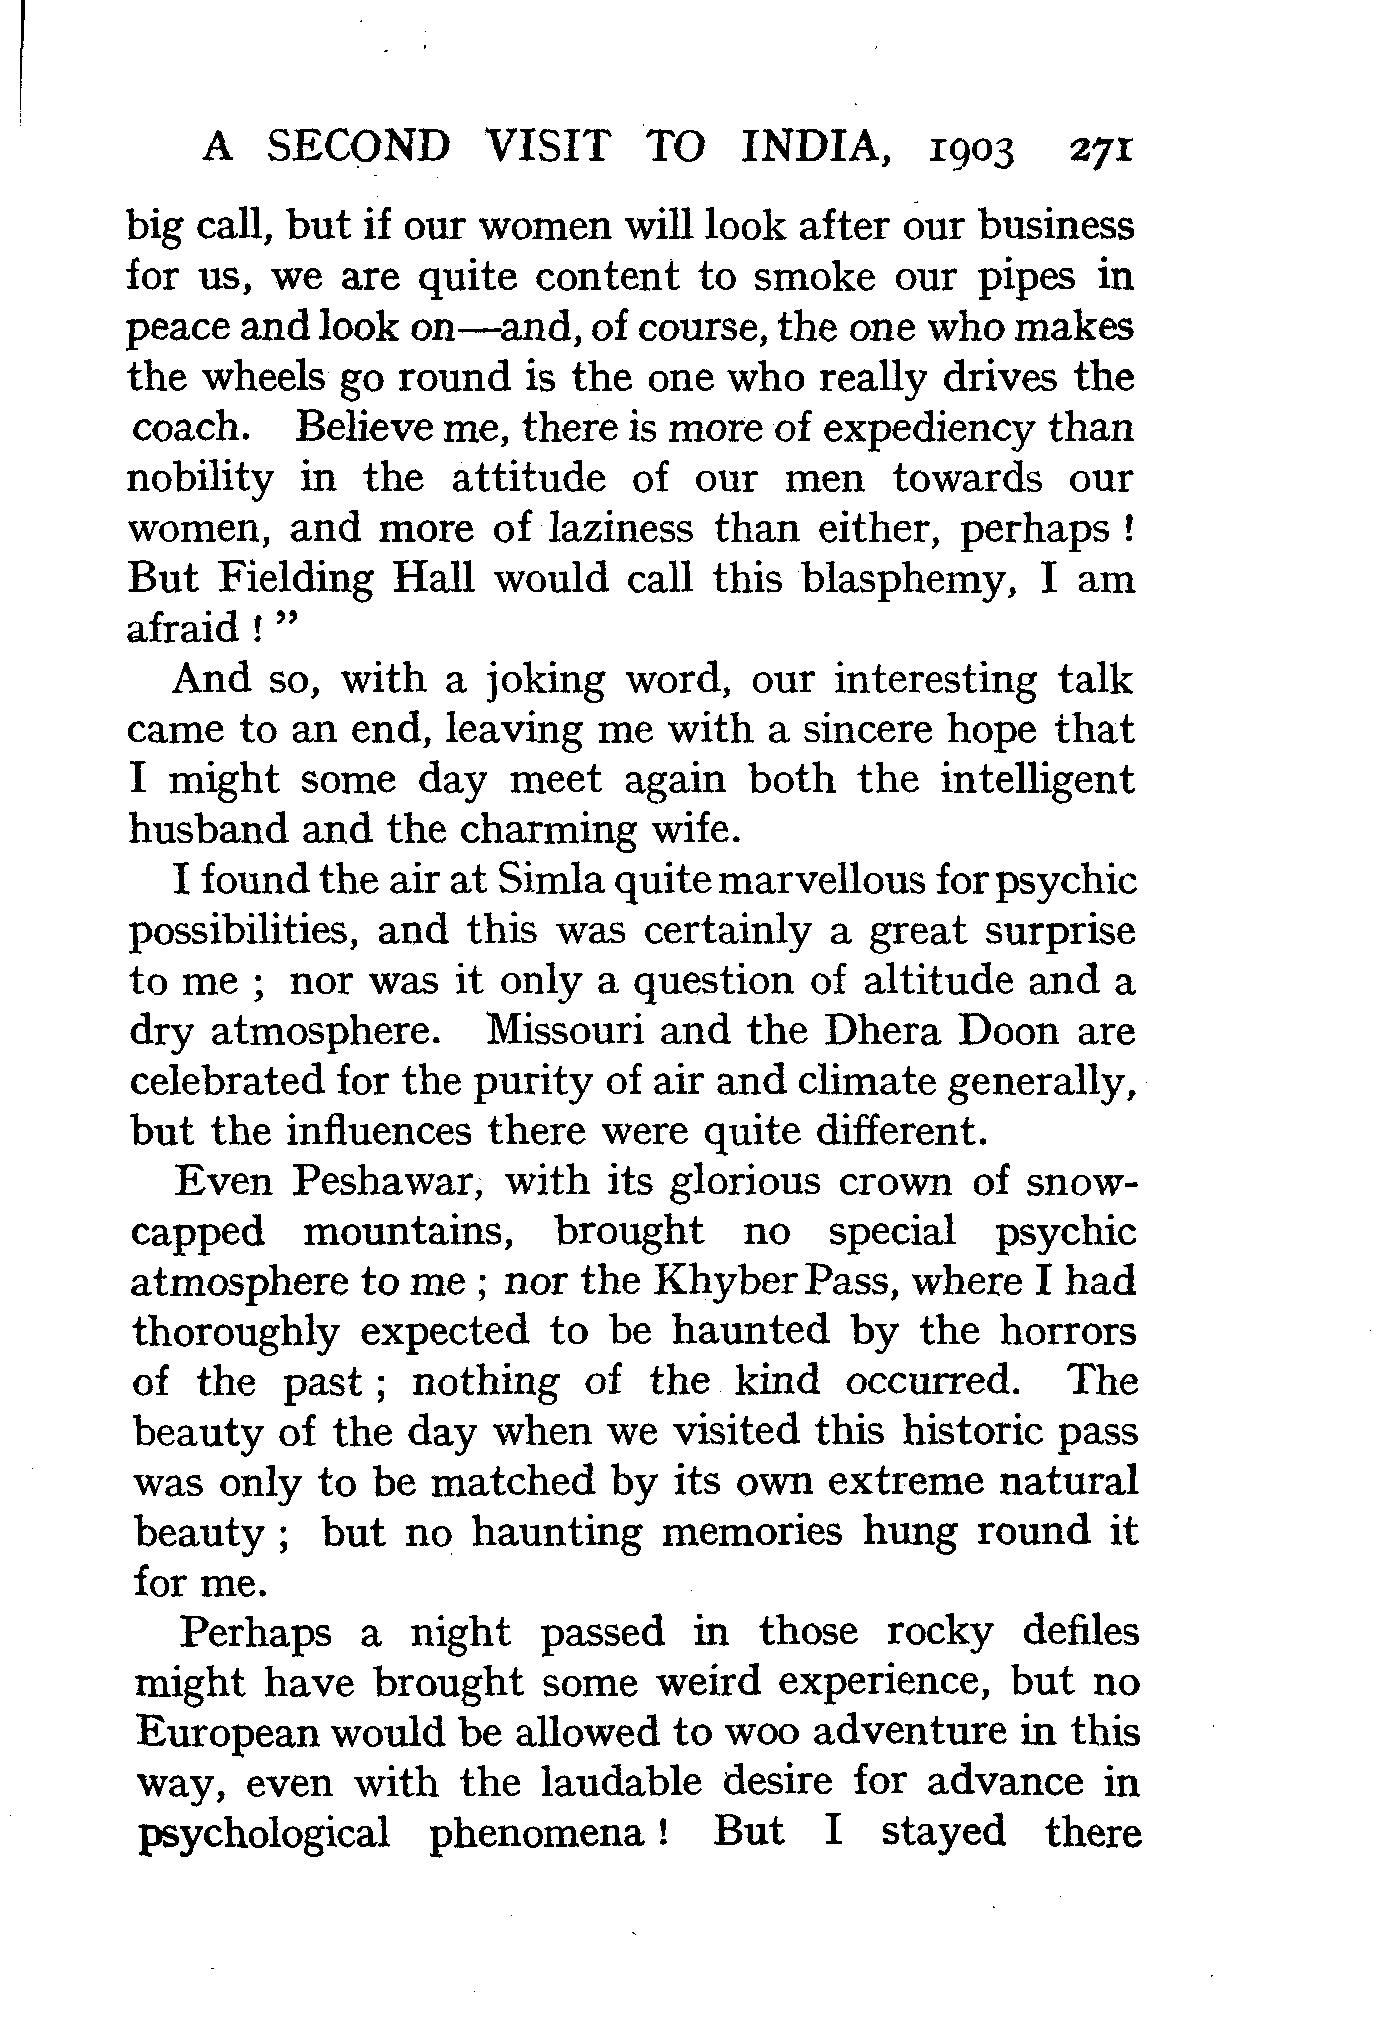 A SECOND VISIT TO INDIA, 1903 271
big call, but if our women will look after our business
for us, we are quite content to smoke our pipes in
peace and look on—and, of course, the one who makes
the wheels go round is the one who really drives the
coach. Believe me, there is more of expediency than
nobility in the attitude of our men towards our
women, and more of laziness than either, perhaps !
But Fielding Hall would call this blasphemy, I am
afraid ! ”
And so, with a joking word, our interesting talk
came to an end, leaving me with a sincere hope that
I might some day meet again both the intelligent
husband and the charming wife.
I found the air at Simla quite marvellous for psychic
possibilities, and this was certainly a great surprise
to me ; nor was it only a question of altitude and a
dry atmosphere. Missouri and the Dhera Doon are
celebrated for the purity of air and climate generally,
but the influences there were quite different.
Even Peshawar, with its glorious crown of snow-
capped mountains, brought no special psychic
atmosphere to me ; nor the Khyber Pass, where I had
thoroughly expected to be haunted by the horrors
of the past ; nothing of the kind occurred. The
beauty of the day when we visited this historic pass
was only to be matched by its own extreme natural
beauty ; but no haunting memories hung round it
for me.
Perhaps a night passed in those rocky defiles
might have brought some weird experience, but no
European would be allowed to woo adventure in this
way, even with the laudable desire for advance in
psychological phenomena ! But I stayed there